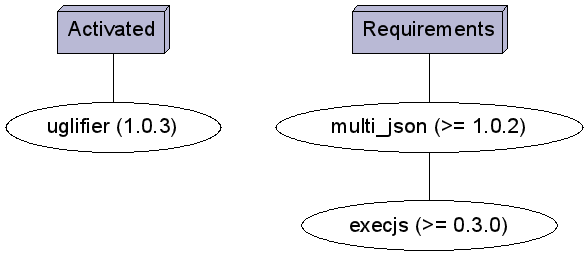 Activated
Requirements
uglifier (1.0.3)
multi_json (>= 1.0.2)
execjs (>= 0.3.0)